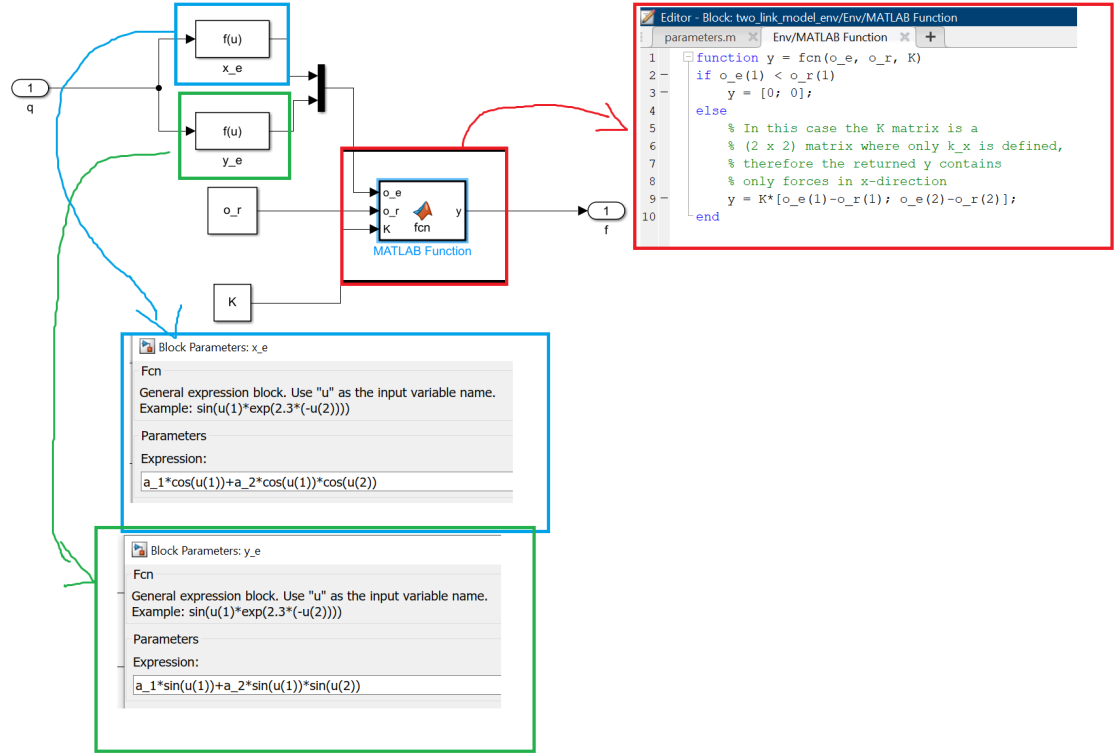 f(u)
x_e
1
q
f(u)
y_e
o_r
K
o_e
o_r
K
y
fcn
MATLAB Function
1
f
Editor - Block: two_link_model_env/Env/MATLAB Function
parameters.m
Env/MATLAB Function
1 function y = fcn(o_e, o_r, K)
2 if o_e(1) < o_r(1)
3 y = [0; 0];
4 else
5 % In this case the K matrix is a
6 % (2 x 2) matrix where only k_x is defined,
7 % therefore the returned y contains
8 % only forces in x-direction
9 y = K*[o_e(1)-o_r(1); o_e(2)-o_r(2)];
10 end
Block Parameters: x_e
Fcn
General expression block. Use "u" as the input variable name.
Example: sin(u(1)*exp(2.3*(-u(2))))
Parameters
Expression:
a_1*cos(u(1))+a_2*cos(u(1))*cos(u(2))
Block Parameters: y_e
Fcn
General expression block. Use "u" as the input variable name.
Example: sin(u(1)*exp(2.3*(-u(2))))
Parameters
Expression:
a_1*sin(u(1))+a_2*sin(u(1))*sin(u(2))